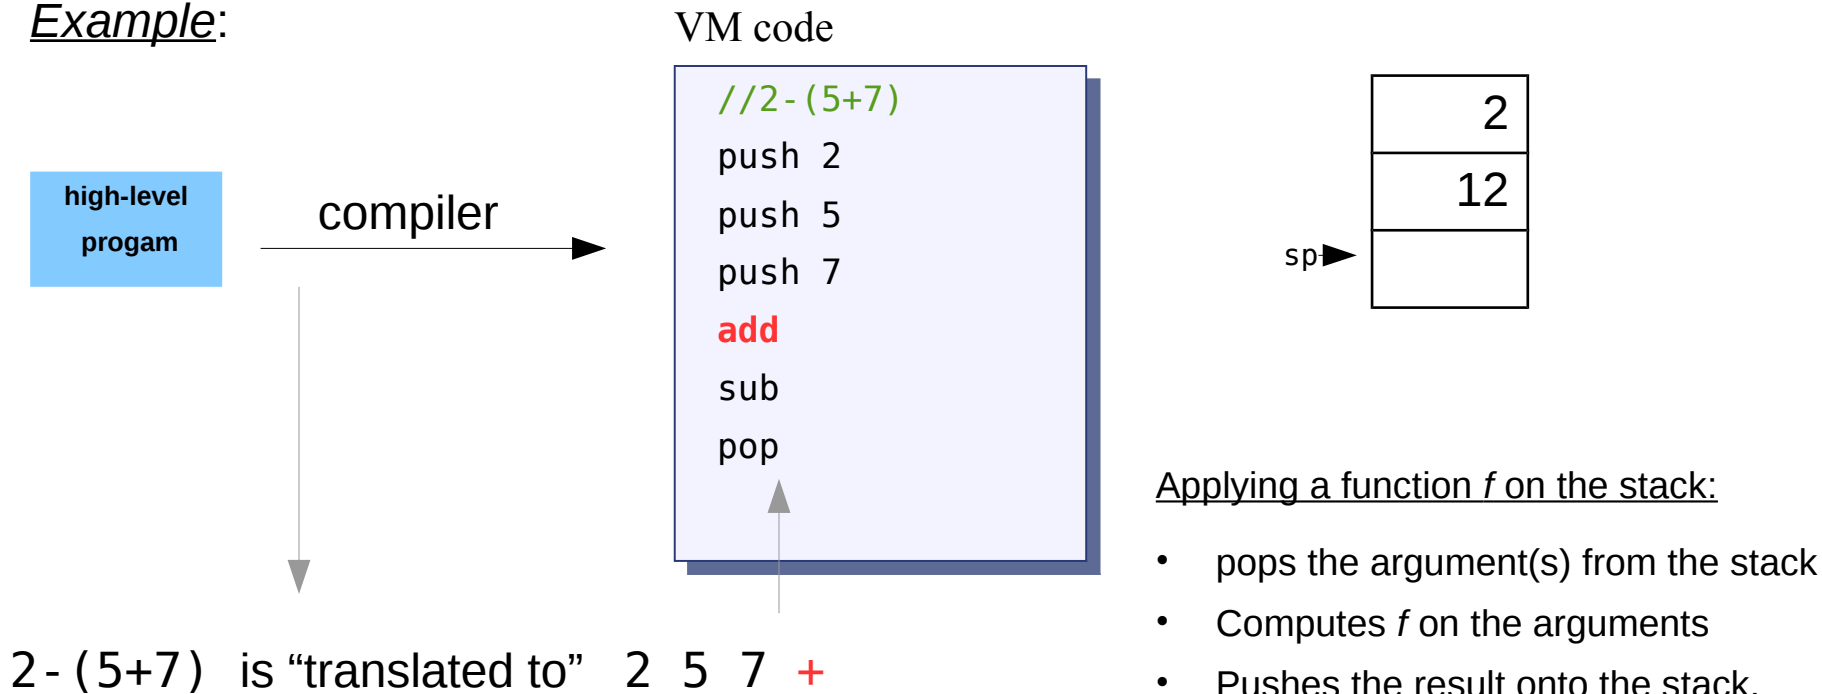 Example:
VM code
//2-(5+7)
push 2
push 5
push 7
add
sub
pop
high-level
progam
compiler
2
12
sp
Applying a function f on the stack:
• pops the argument(s) from the stack
• Computes f on the arguments
• Pushes the result onto the stack.
2-(5+7) is “translated to” 2 5 7 +